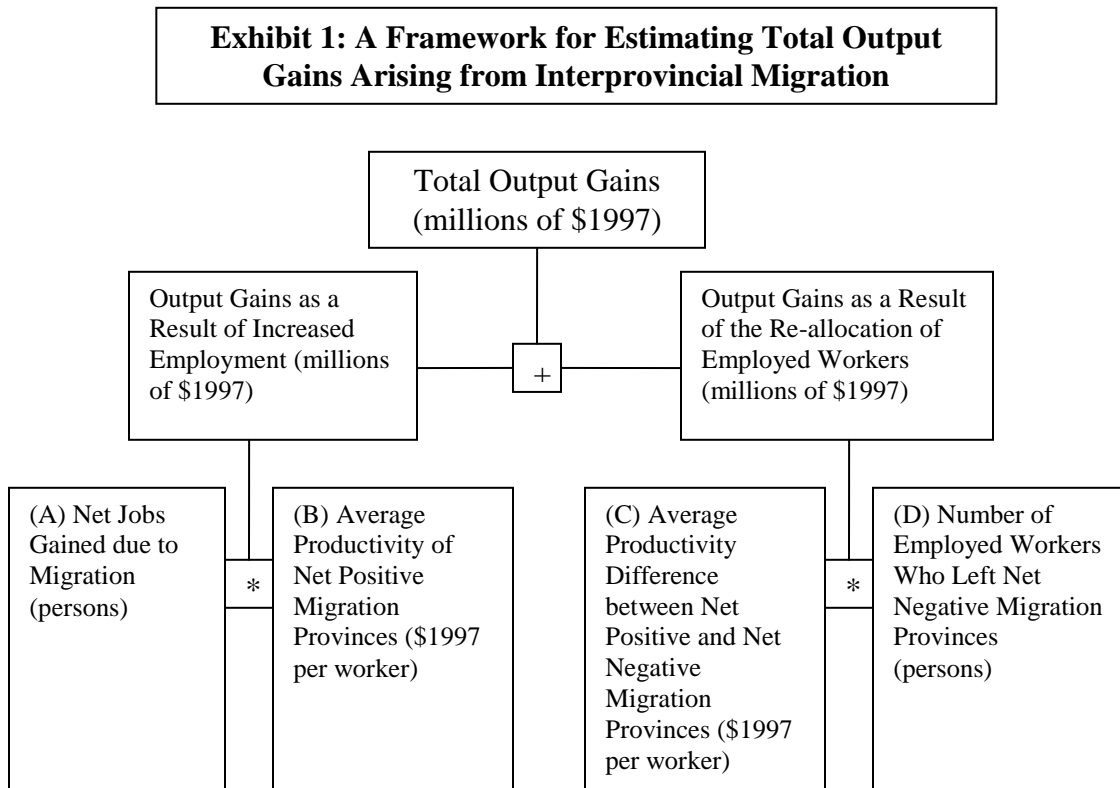 Exhibit 1: A Framework for Estimating Total Output
Gains Arising from Interprovincial Migration
Total Output Gains
(millions of $1997)
Output Gains as a
Result of Increased
Employment (millions
of $1997)
+
Output Gains as a Result
of the Re-allocation of
Employed Workers
(millions of $1997)
(A) Net Jobs
Gained due to
Migration
(persons)
*
(B) Average
Productivity of
Net Positive
Migration
Provinces ($1997
per worker)
(C) Average
Productivity
Difference
between Net
Positive and Net
Negative
Migration
Provinces ($1997
per worker)
*
(D) Number of
Employed Workers
Who Left Net
Negative Migration
Provinces
(persons)